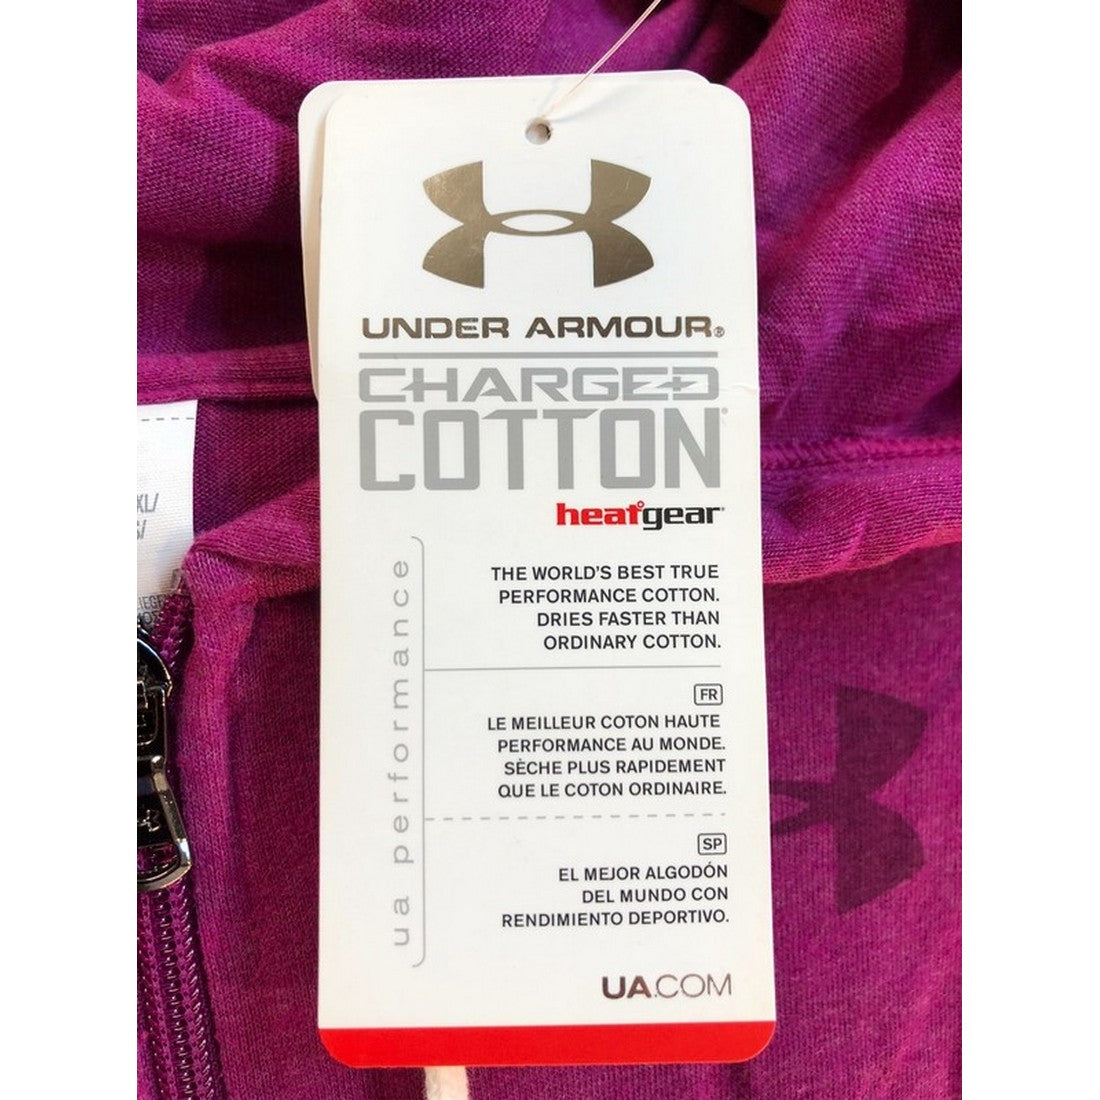 UNDER ARMOUR®
CHARGED
COTTON®
heatgear®
ua performance
THE WORLD'S BEST TRUE
PERFORMANCE COTTON.
DRIES FASTER THAN
ORDINARY COTTON.
FR
LE MEILLEUR COTON HAUTE
PERFORMANCE AU MONDE.
SÈCHE PLUS RAPIDEMENT
QUE LE COTON ORDINAIRE.
SP
EL MEJOR ALGODÓN
DEL MUNDO CON
RENDIMIENTO DEPORTIVO.
UA.COM
XL/